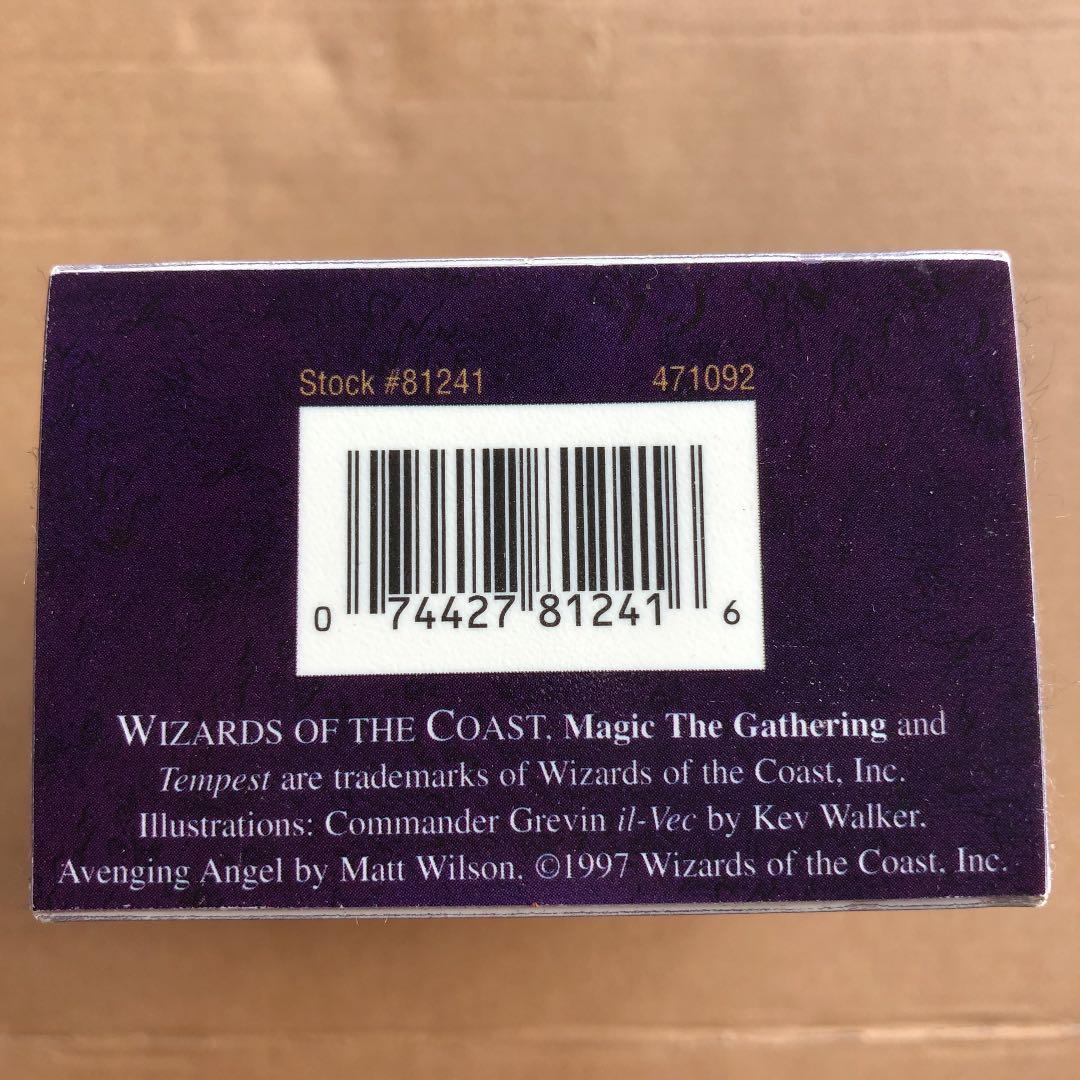 Stock #81241 471092
0 74427 81241 6
WIZARDS OF THE COAST, Magic The Gathering and
Tempest are trademarks of Wizards of the Coast, Inc.
Illustrations: Commander Grevin il-Vec by Kev Walker.
Avenging Angel by Matt Wilson. ©1997 Wizards of the Coast, Inc.